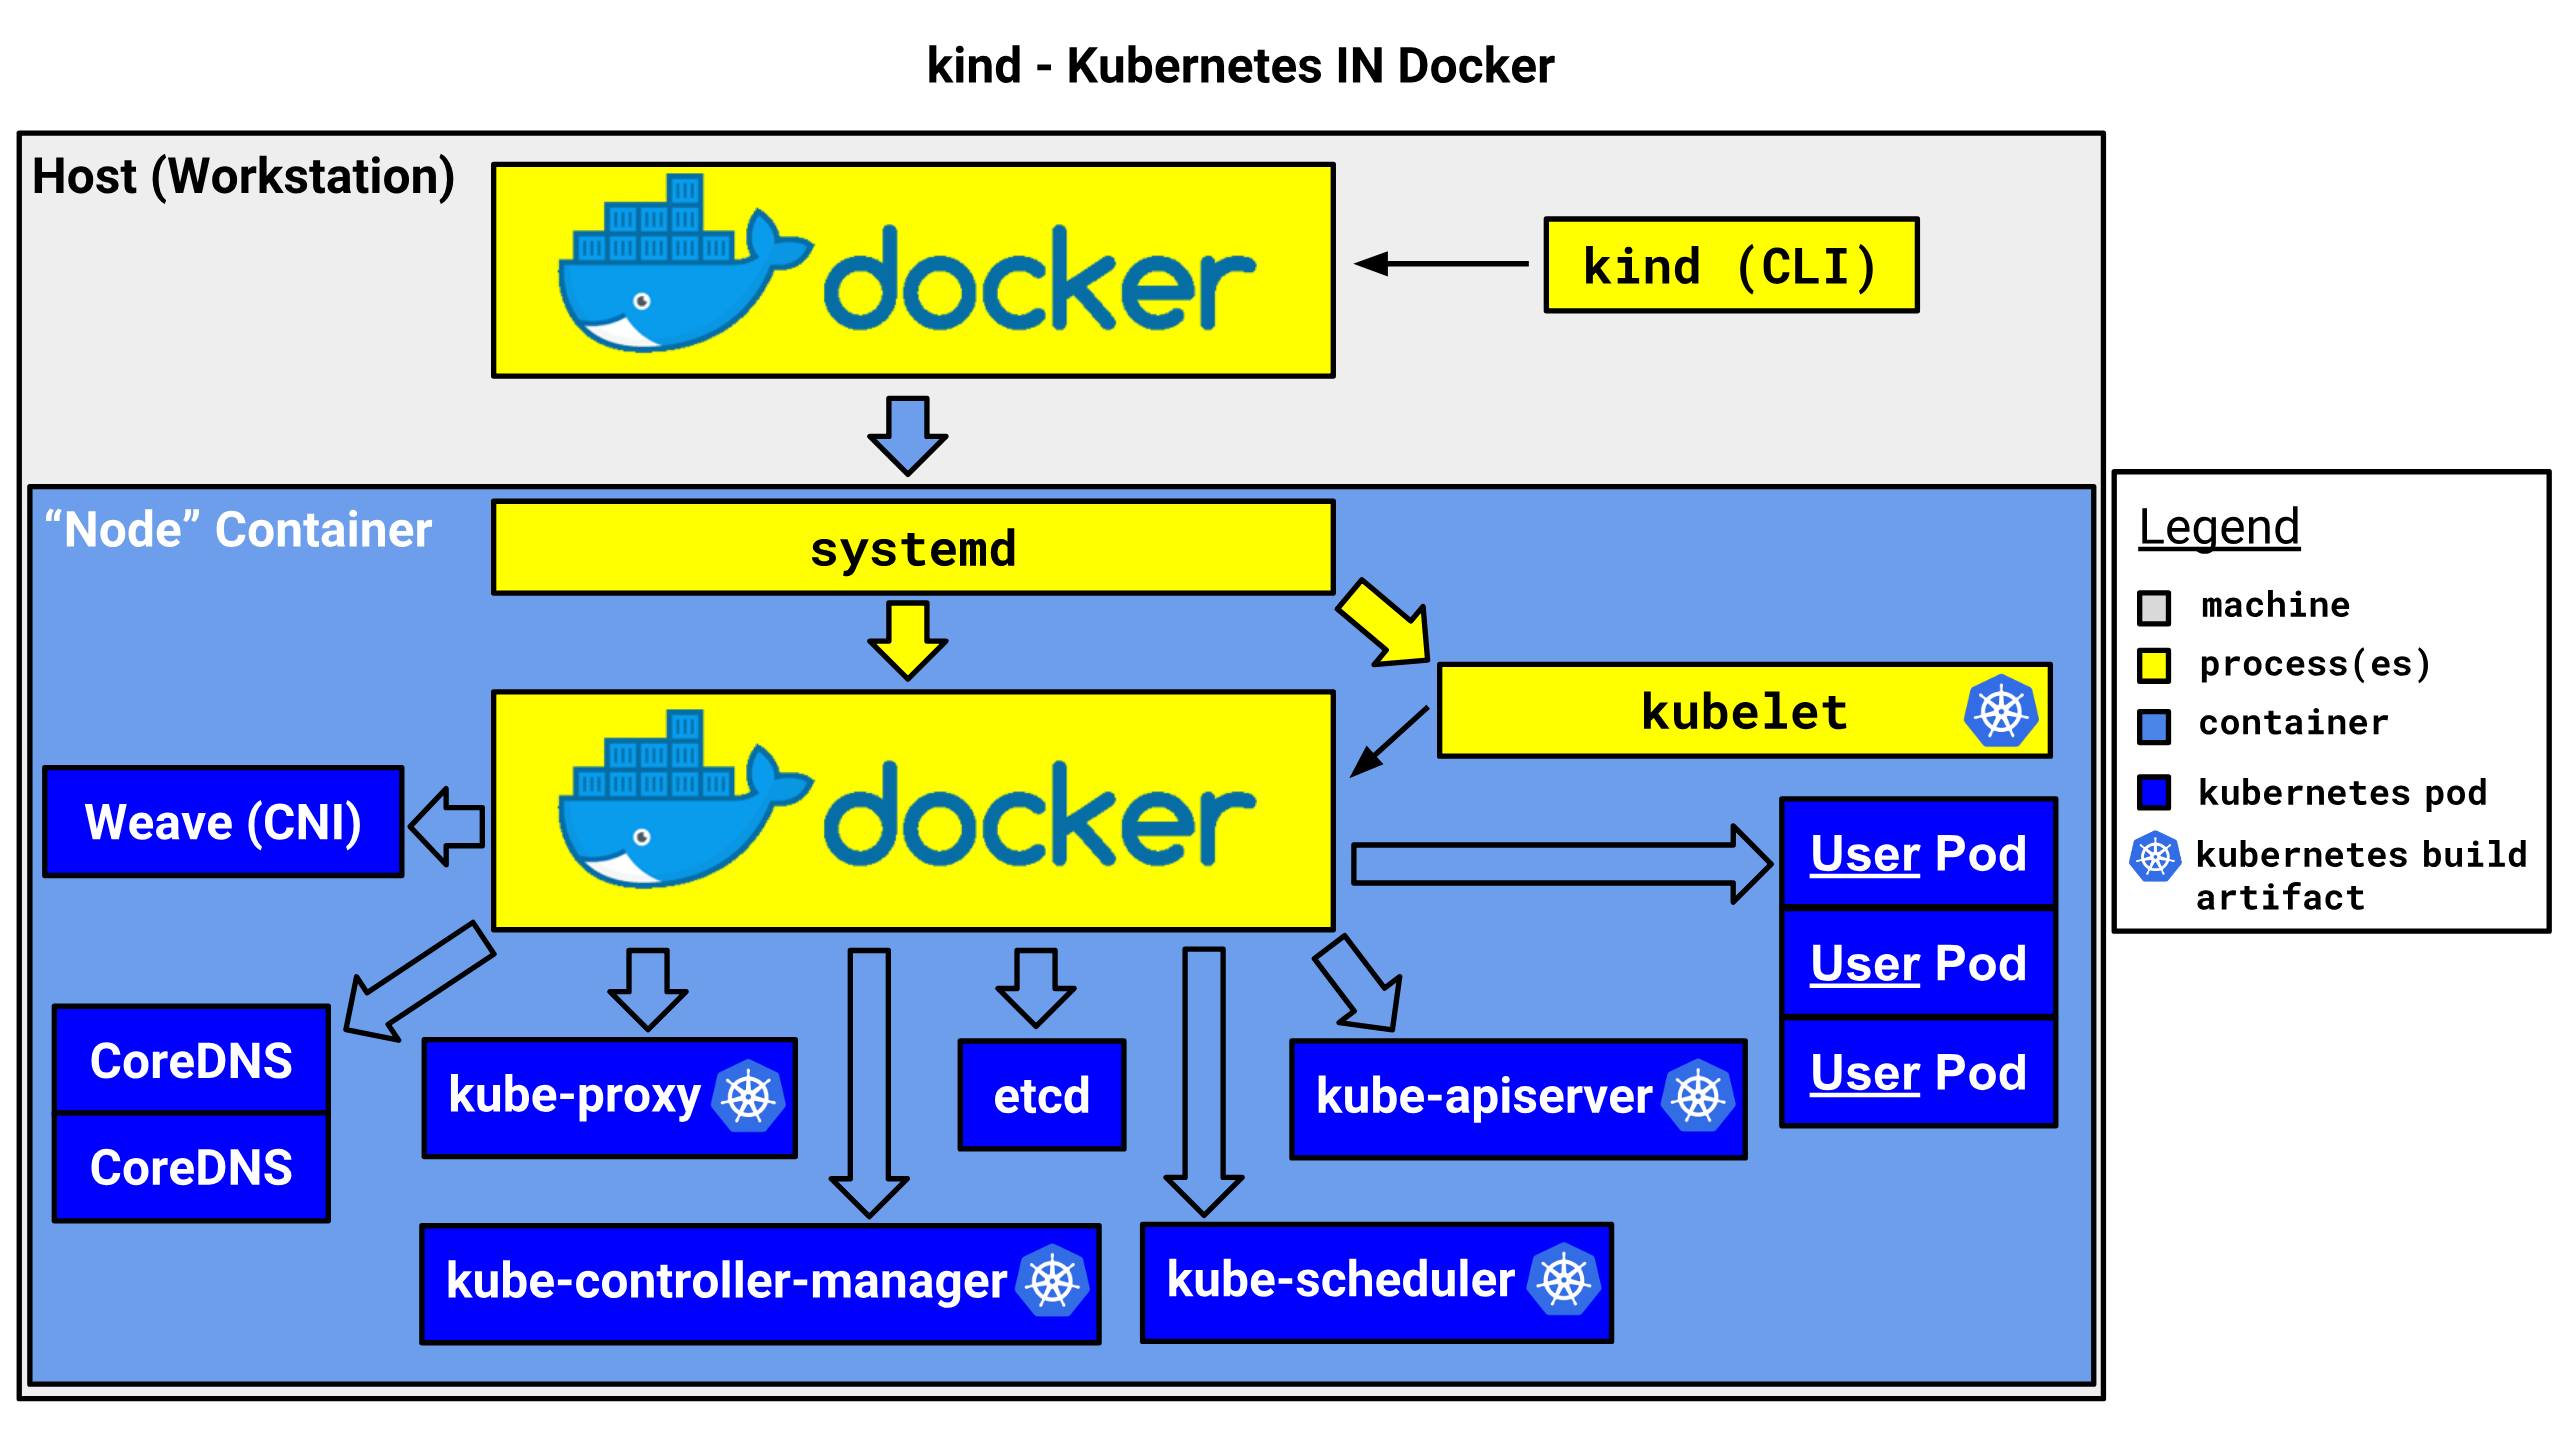 kind - Kubernetes IN Docker
Host (Workstation)
docker
kind (CLI)
“Node” Container
systemd
kubelet
docker
Weave (CNI)
User Pod
User Pod
User Pod
CoreDNS
CoreDNS
kube-proxy
etcd
kube-apiserver
kube-controller-manager
kube-scheduler
Legend
machine
process(es)
container
kubernetes pod
kubernetes build
artifact